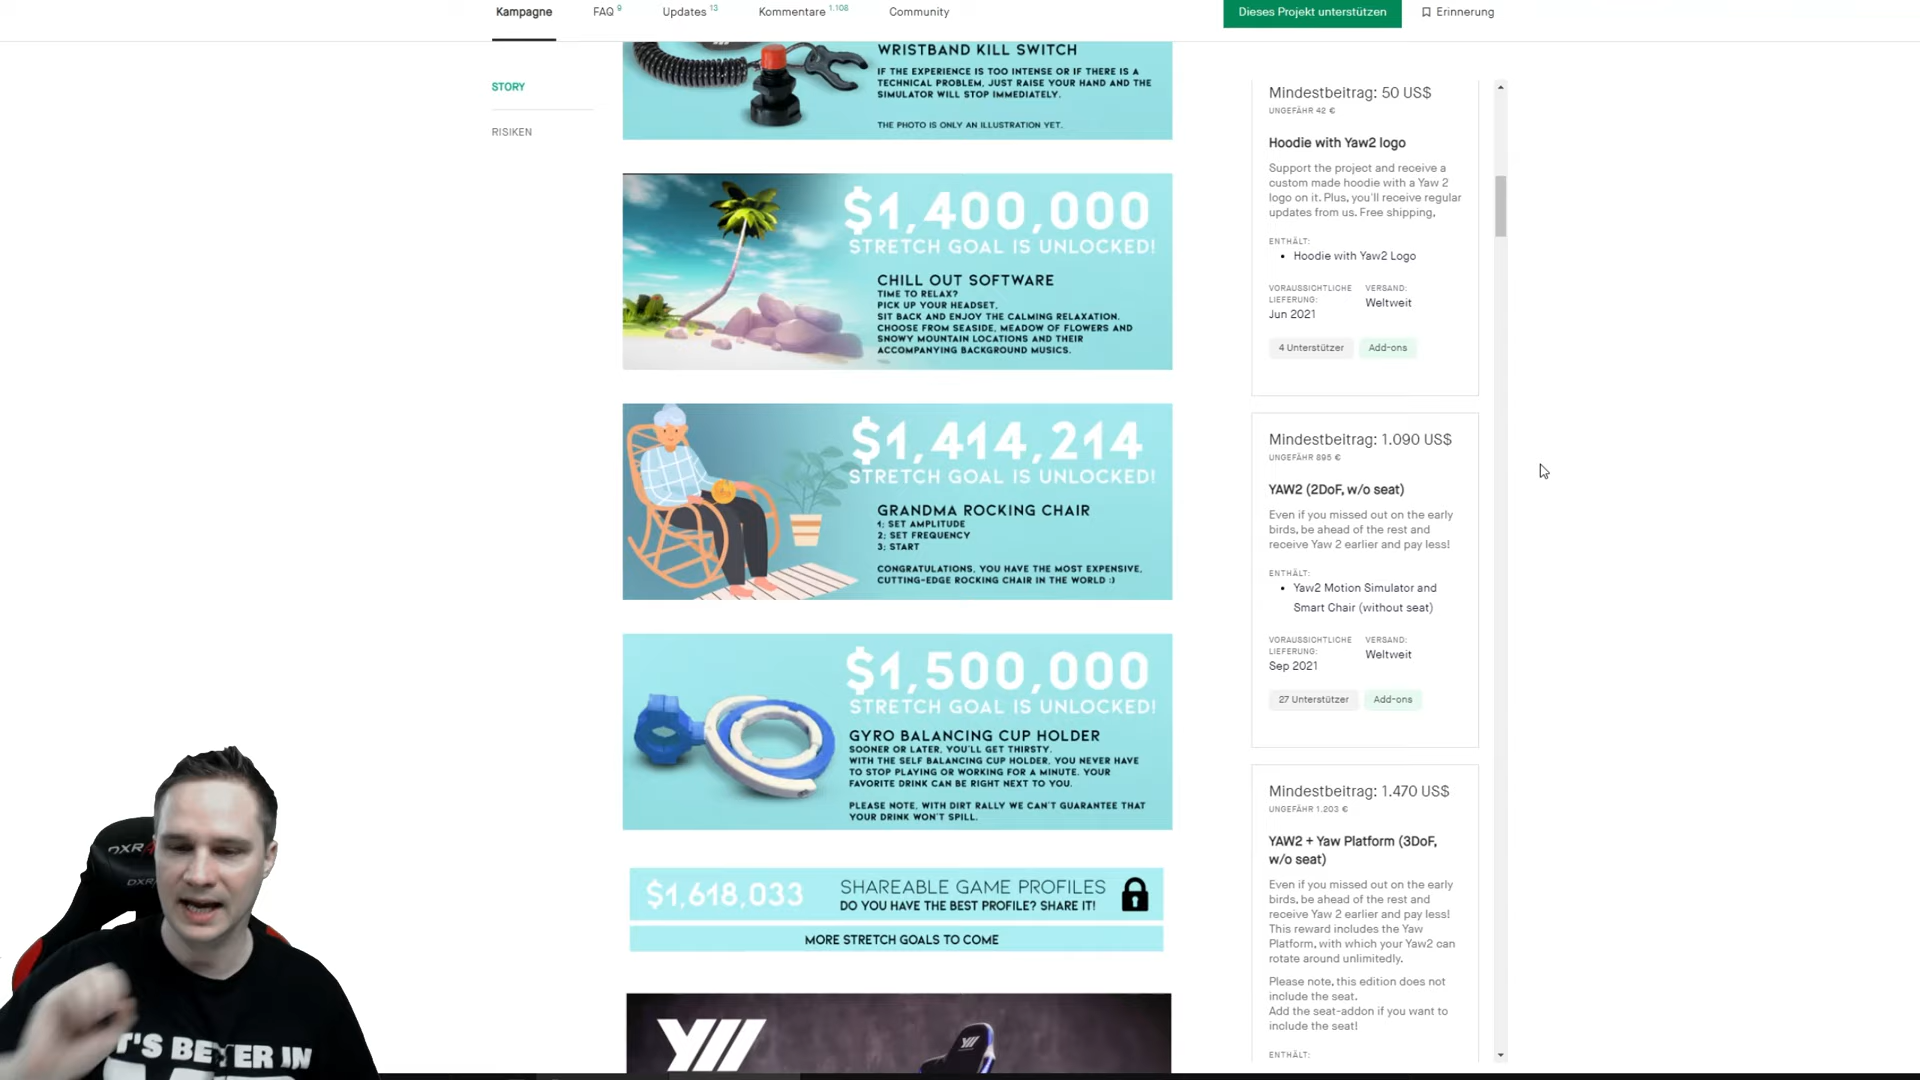 Kampagne
FAQ 9
Updates 13
Kommentare 1.108
Community
Dieses Projekt unterstützen
Erinnerung
STORY
RISIKEN
WRISTBAND KILL SWITCH
IF THE EXPERIENCE IS TOO INTENSE OR IF THERE IS A
TECHNICAL PROBLEM, JUST RAISE YOUR HAND AND THE
SIMULATOR WILL STOP IMMEDIATELY.
THE PHOTO IS ONLY AN ILLUSTRATION YET.
$1,400,000
STRETCH GOAL IS UNLOCKED!
CHILL OUT SOFTWARE
TIME TO RELAX?
PICK UP YOUR HEADSET,
SIT BACK AND ENJOY THE CALMING RELAXATION.
CHOOSE FROM SEASIDE, MEADOW OF FLOWERS AND
SNOWY MOUNTAIN LOCATIONS AND THEIR
ACCOMPANYING BACKGROUND MUSICS.
$1,414,214
STRETCH GOAL IS UNLOCKED!
GRANDMA ROCKING CHAIR
1; SET AMPLITUDE
2; SET FREQUENCY
3; START
CONGRATULATIONS, YOU HAVE THE MOST EXPENSIVE,
CUTTING-EDGE ROCKING CHAIR IN THE WORLD :)
$1,500,000
STRETCH GOAL IS UNLOCKED!
GYRO BALANCING CUP HOLDER
SOONER OR LATER, YOU'LL GET THIRSTY.
WITH THE SELF BALANCING CUP HOLDER, YOU NEVER HAVE
TO STOP PLAYING OR WORKING FOR A MINUTE. YOUR
FAVORITE DRINK CAN BE RIGHT NEXT TO YOU.
PLEASE NOTE, WITH DIRT RALLY WE CAN'T GUARANTEE THAT
YOUR DRINK WON'T SPILL.
$1,618,033
SHAREABLE GAME PROFILES
DO YOU HAVE THE BEST PROFILE? SHARE IT!
MORE STRETCH GOALS TO COME
Mindestbeitrag: 50 US$
UNGEFÄHR 42 €
Hoodie with Yaw2 logo
Support the project and receive a
custom made hoodie with a Yaw 2
logo on it. Plus, you'll receive regular
updates from us. Free shipping,
ENTHÄLT:
Hoodie with Yaw2 Logo
VORAUSSICHTLICHE
LIEFERUNG:
Jun 2021
VERSAND:
Weltweit
4 Unterstützer
Add-ons
Mindestbeitrag: 1.090 US$
UNGEFÄHR 895 €
YAW2 (2DoF, w/o seat)
Even if you missed out on the early
birds, be ahead of the rest and
receive Yaw 2 earlier and pay less!
ENTHÄLT:
Yaw2 Motion Simulator and
Smart Chair (without seat)
VORAUSSICHTLICHE
LIEFERUNG:
Sep 2021
VERSAND:
Weltweit
27 Unterstützer
Add-ons
Mindestbeitrag: 1.470 US$
UNGEFÄHR 1.203 €
YAW2 + Yaw Platform (3DoF,
w/o seat)
Even if you missed out on the early
birds, be ahead of the rest and
receive Yaw 2 earlier and pay less!
This reward includes the Yaw
Platform, with which your Yaw2 can
rotate around unlimitedly.
Please note, this edition does not
include the seat.
Add the seat-addon if you want to
include the seat!
ENTHÄLT:
DXR
DXR
IT'S BETTER IN